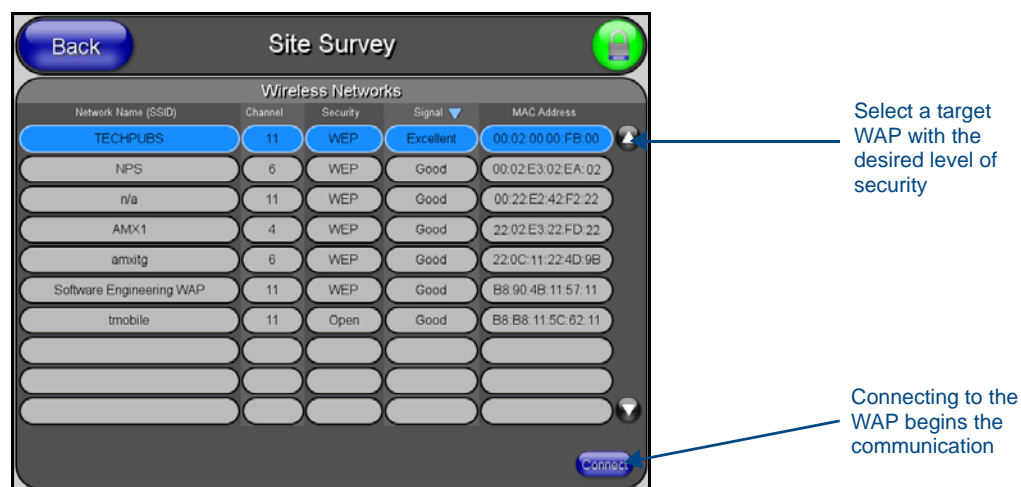 Back
Site Survey
Wireless Networks
Network Name (SSID) Channel Security Signal MAC Address
TECHPUBS 11 WEP Excellent 00:02:00:00:FB:00
NPS 6 WEP Good 00:02:E3:02:EA:02
n/a 11 WEP Good 00:22:E2:42:F2:22
AMX1 4 WEP Good 22:02:E3:22:FD:22
amxitg 6 WEP Good 22:0C:11:22:4D:9B
Software Engineering WAP 11 WEP Good B8:90:4B:11:57:11
tmobile 11 Open Good B8:B8:11:5C:62:11
Connect
Select a target
WAP with the
desired level of
security
Connecting to the
WAP begins the
communication